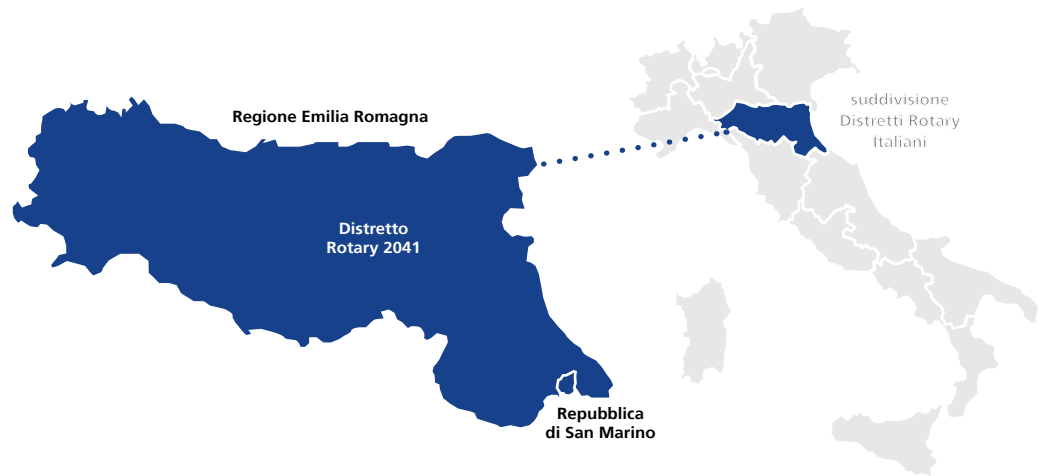 Regione Emilia Romagna
suddivisione
Distretti Rotary
Italiani
Distretto
Rotary 2041
Repubblica
di San Marino